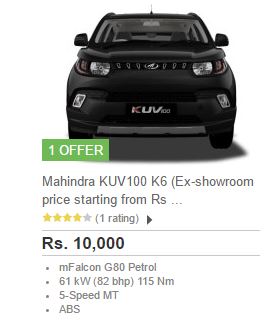 KUV100
1 OFFER
Mahindra KUV100 K6 (Ex-showroom
price starting from Rs ...
(1 rating)
Rs. 10,000
mFalcon G80 Petrol
61 kW (82 bhp) 115 Nm
5-Speed MT
ABS